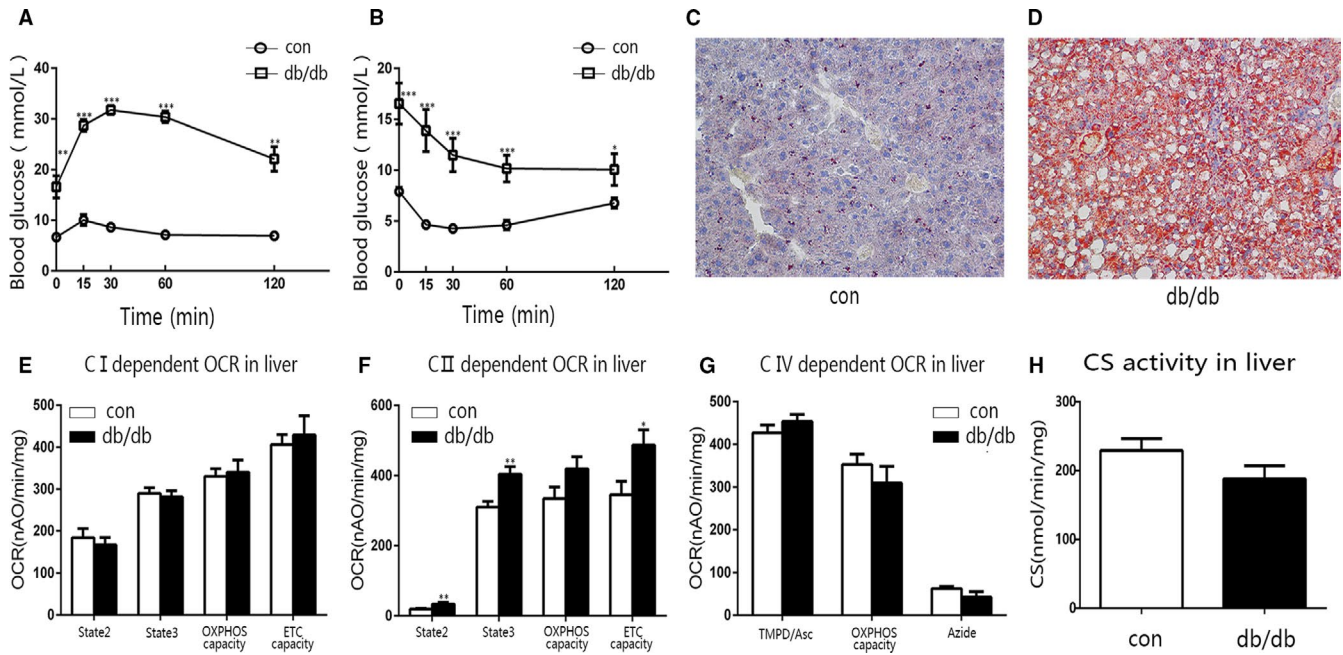 A
con
db/db
Blood glucose ( mmol/L )
40
30
20
10
0
**
***
***
***
**
0 15 30 60 120
Time (min)
B
con
db/db
Blood glucose ( mmol/L )
20
15
10
5
0
***
***
***
***
*
0 15 30 60 120
Time (min)
C
con
D
db/db
E
C I dependent OCR in liver
con
db/db
OCR(nAO/min/mg)
500
400
300
200
100
0
State2 State3 OXPHOS capacity ETC capacity
F
CⅡ dependent OCR in liver
con
db/db
OCR(nAO/min/mg)
600
400
200
0
**
**
*
State2 State3 OXPHOS capacity ETC capacity
G
C IV dependent OCR in liver
con
db/db
OCR(nAO/min/mg)
500
400
300
200
100
0
TMPD/Asc OXPHOS capacity Azide
H
CS activity in liver
CS(nmol/min/mg)
300
200
100
0
con db/db